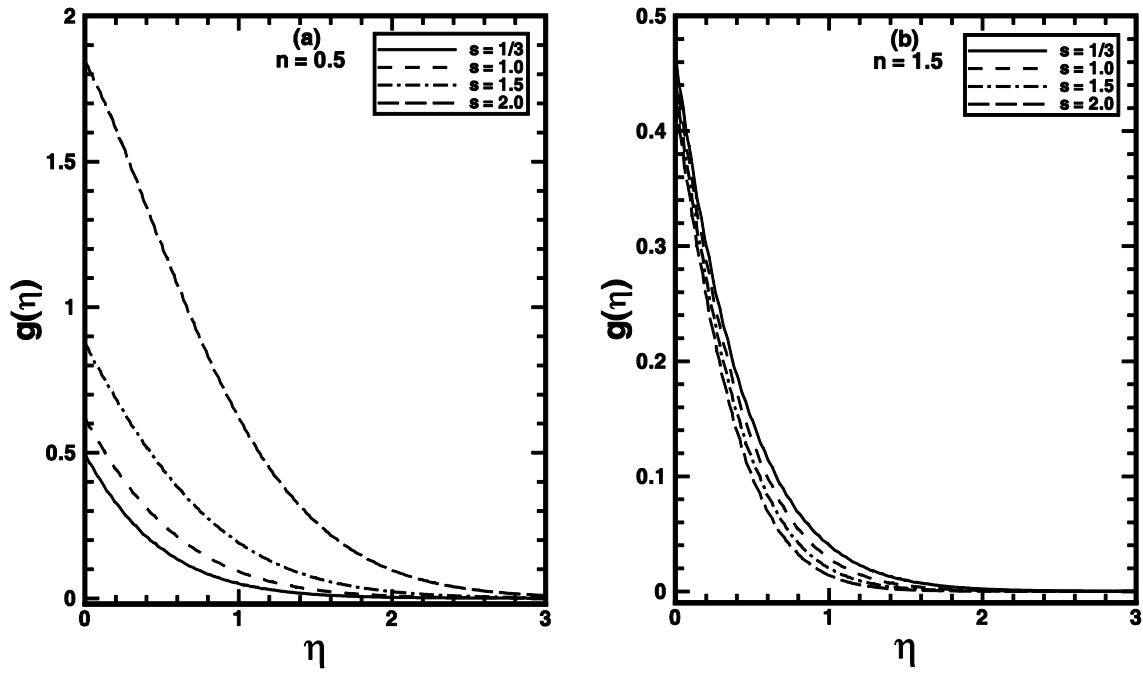 (a)
n = 0.5
s = 1/3
s = 1.0
s = 1.5
s = 2.0
2
1.5
1
0.5
0
g(η)
0
1
2
3
η
(b)
n = 1.5
s = 1/3
s = 1.0
s = 1.5
s = 2.0
0.5
0.4
0.3
0.2
0.1
0
g(η)
0
1
2
3
η